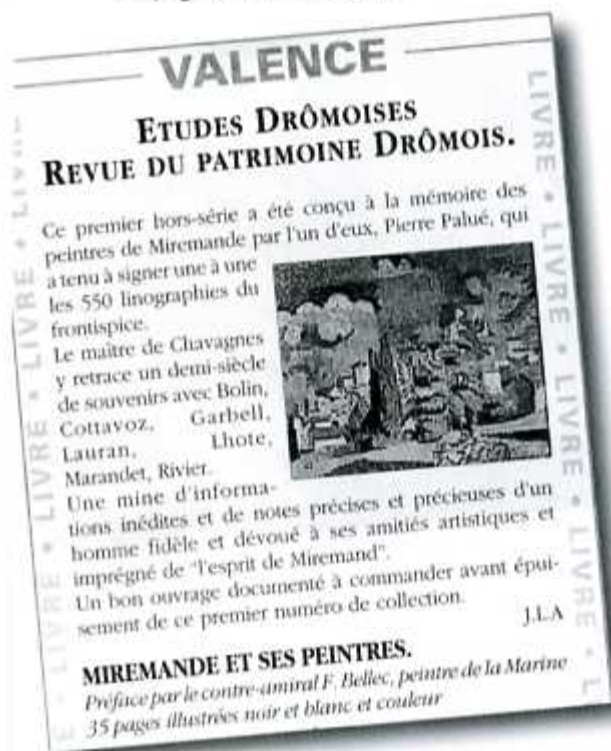 VALENCE
ETUDES DRÔMOISES
REVUE DU PATRIMOINE DRÔMOIS.
Ce premier hors-série a été conçu à la mémoire des
peintres de Miremande par l'un d'eux, Pierre Palué, qui
a tenu à signer une à une
les 550 linographies du
frontispice.
Le maître de Chavagnes
y retrace un demi-siècle
de souvenirs avec Bolin,
Cottavoz, Garbell,
Lauran, Lhote,
Marandet, Rivier.
Une mine d'informa-
tions inédites et de notes précises et précieuses d'un
homme fidèle et dévoué à ses amitiés artistiques et
imprégné de "l'esprit de Miremand".
Un bon ouvrage documenté à commander avant épui-
sement de ce premier numéro de collection.
J.L.A
MIREMANDE ET SES PEINTRES.
Préface par le contre-amiral F. Bellec, peintre de la Marine
35 pages illustrées noir et blanc et couleur
LIVRE • LIVRE • LIVRE
LIVRE • LIVRE • LIVRE • LIVRE